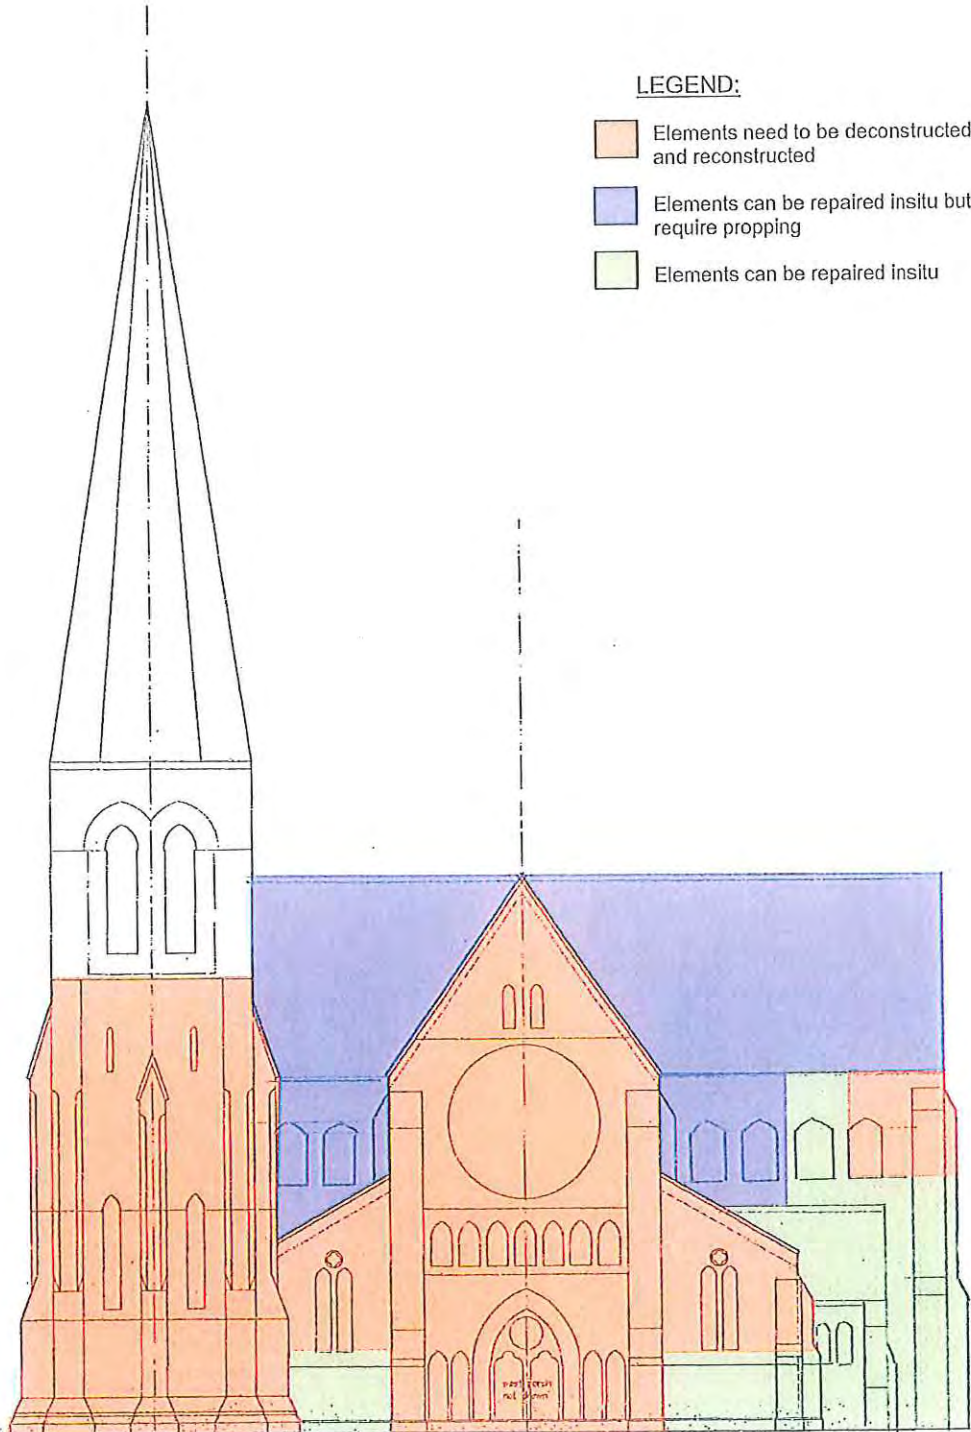 LEGEND:
Elements need to be deconstructed
and reconstructed
Elements can be repaired insitu but
require propping
Elements can be repaired insitu
not